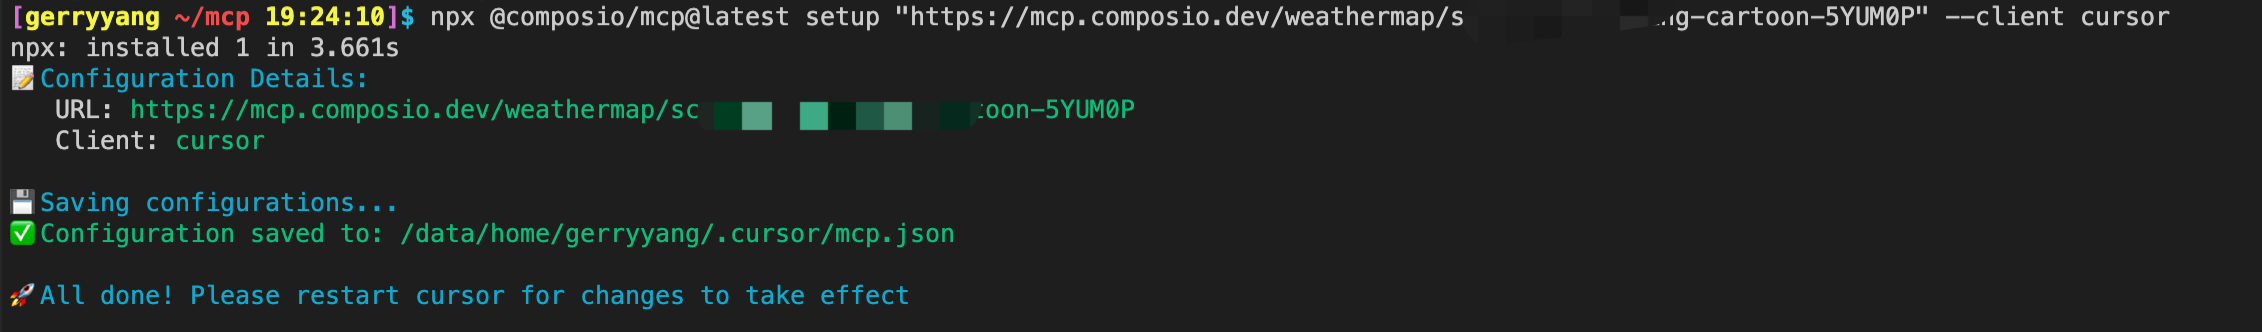 [gerryyang ~/mcp 19:24:10]$ npx @composio/mcp@latest setup "https://mcp.composio.dev/weathermap/s ng-cartoon-5YUM0P" --client cursor
npx: installed 1 in 3.661s
📝Configuration Details:
URL: https://mcp.composio.dev/weathermap/sc toon-5YUM0P
Client: cursor
💾Saving configurations...
✅Configuration saved to: /data/home/gerryyang/.cursor/mcp.json
🚀All done! Please restart cursor for changes to take effect